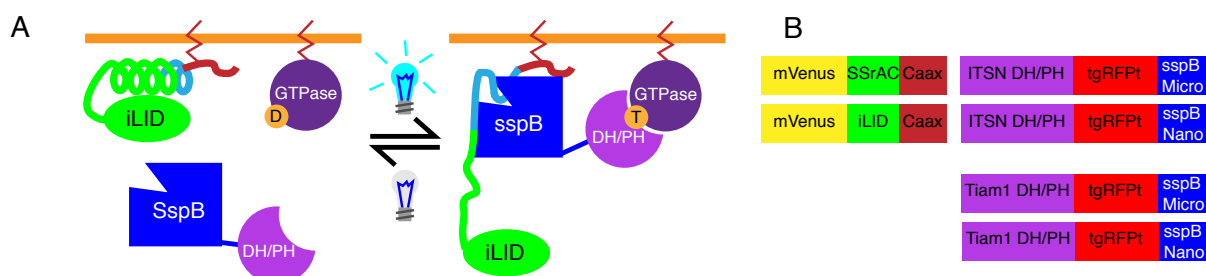 A
B
iLID
D
GTPase
SspB
DH/PH
sspB
DH/PH
T
GTPase
iLID
mVenus SSrAC Caax ITSN DH/PH tgRFPt sspB Micro
mVenus iLID Caax ITSN DH/PH tgRFPt sspB Nano
Tiam1 DH/PH tgRFPt sspB Micro
Tiam1 DH/PH tgRFPt sspB Nano